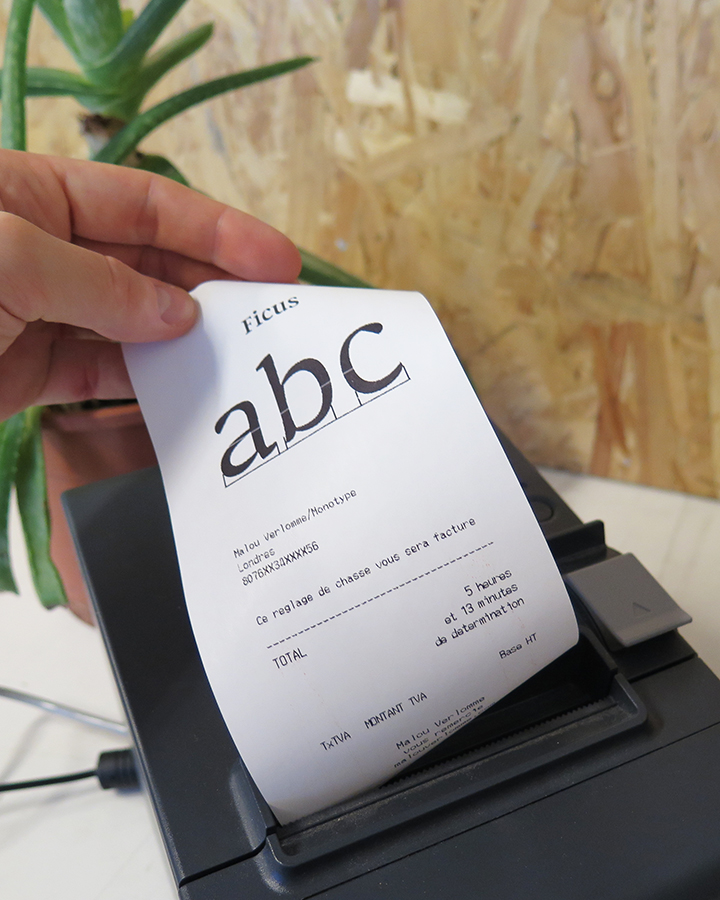 Ficus
abc
Malou Verlomme/Monotype
Londres
8076XX34XXXX56
Ce reglage de chasse vous sera facture
------------------------------------
TOTAL
5 heures
et 13 minutes
de determination
Base HT
TxTVA MONTANT TVA
Malou Verlomme
vous remercie